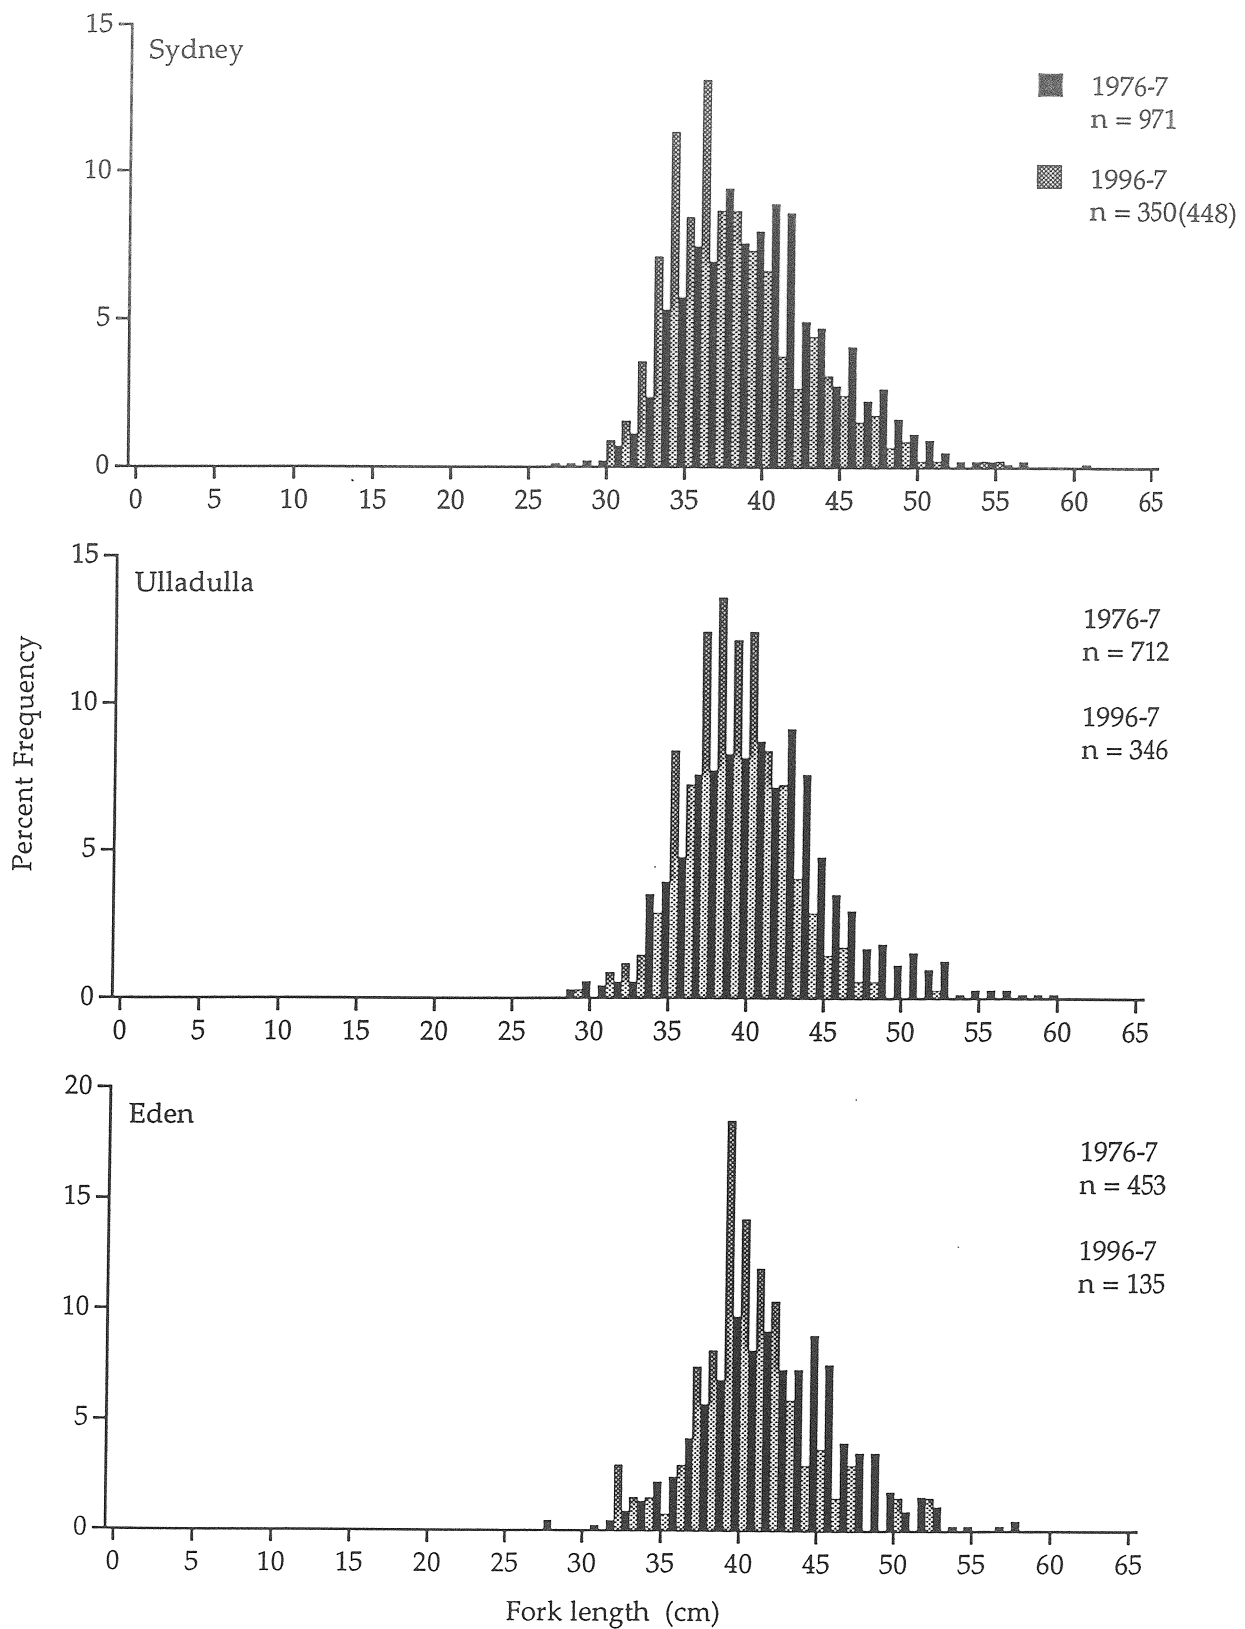 15
Sydney
1976-7
n = 971
10
1996-7
n = 350(448)
5
0
0 5 10 15 20 25 30 35 40 45 50 55 60 65
15
Ulladulla
1976-7
n = 712
10
1996-7
n = 346
5
0
0 5 10 15 20 25 30 35 40 45 50 55 60 65
Percent Frequency
20
Eden
1976-7
n = 453
15
1996-7
n = 135
10
5
0
0 5 10 15 20 25 30 35 40 45 50 55 60 65
Fork length (cm)